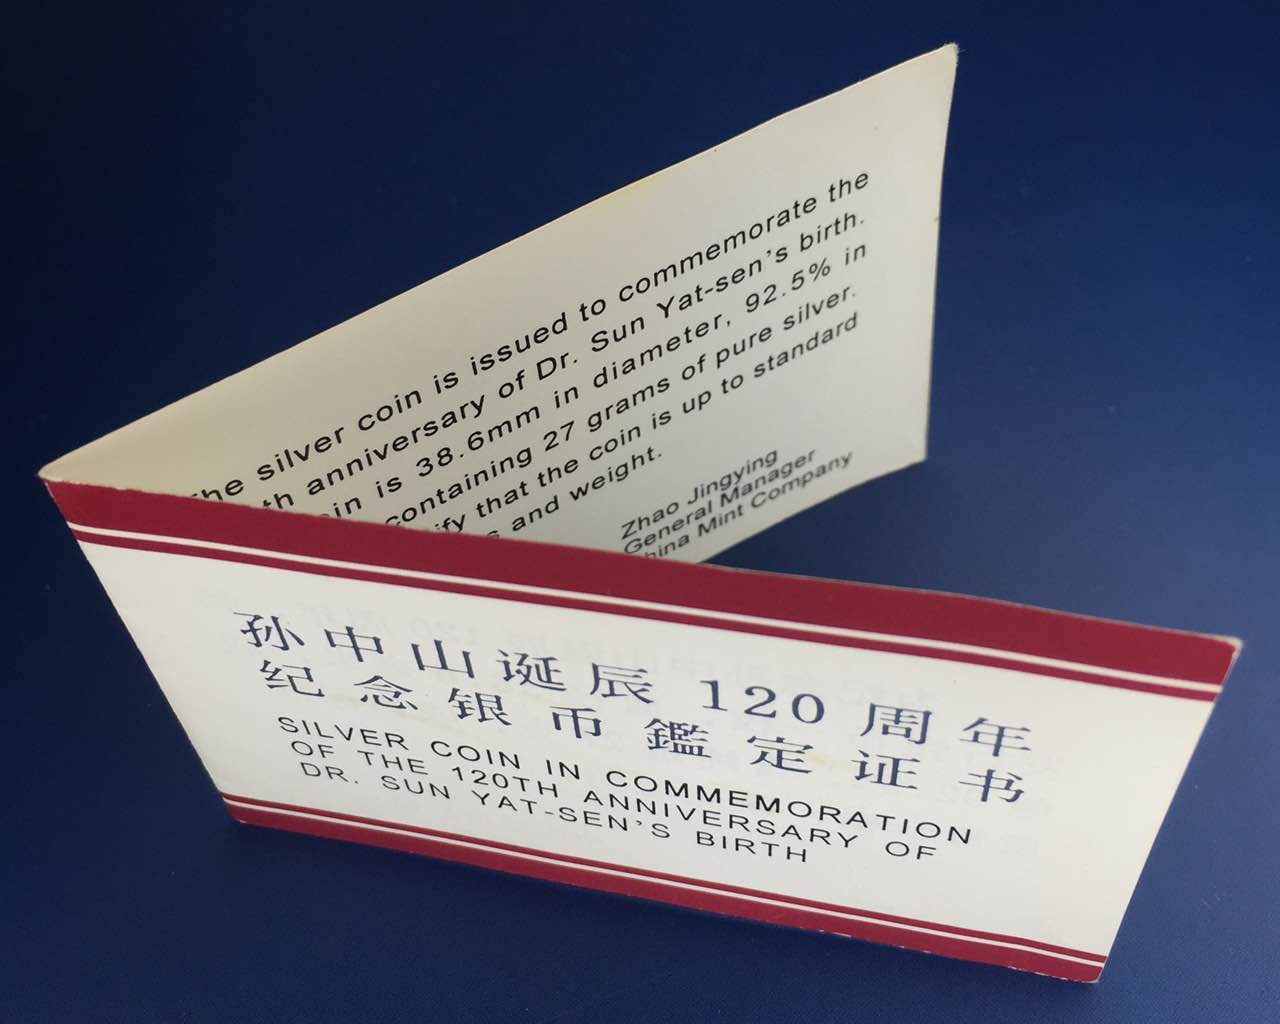 he silver coin is issued to commemorate the
th anniversary of Dr. Sun Yat-sen's birth.
in is 38.6mm in diameter, 92.5% in
containing 27 grams of pure silver.
fy that the coin is up to standard
s and weight.
Zhao Jingying
General Manager
China Mint Company
孙中山诞辰 120 周年
纪念银币鑑定证书
SILVER COIN IN COMMEMORATION
OF THE 120TH ANNIVERSARY OF
DR. SUN YAT-SEN'S BIRTH